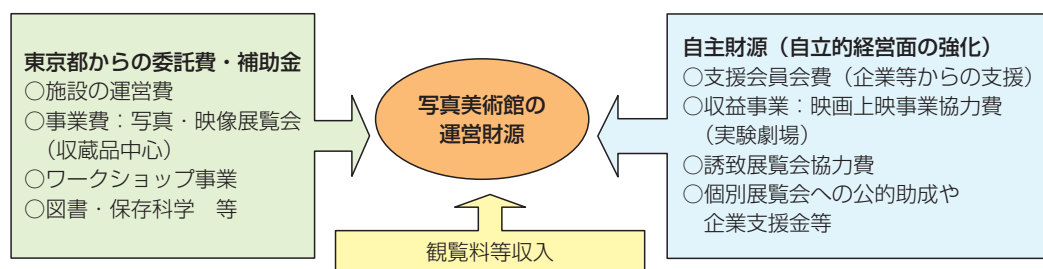 東京都からの委託費・補助金
○施設の運営費
○事業費：写真・映像展覧会
（収蔵品中心）
○ワークショップ事業
○図書・保存科学　等
写真美術館の
運営財源
自主財源（自立的経営面の強化）
○支援会員会費（企業等からの支援）
○収益事業：映画上映事業協力費
（実験劇場）
○誘致展覧会協力費
○個別展覧会への公的助成や
企業支援金等
観覧料等収入